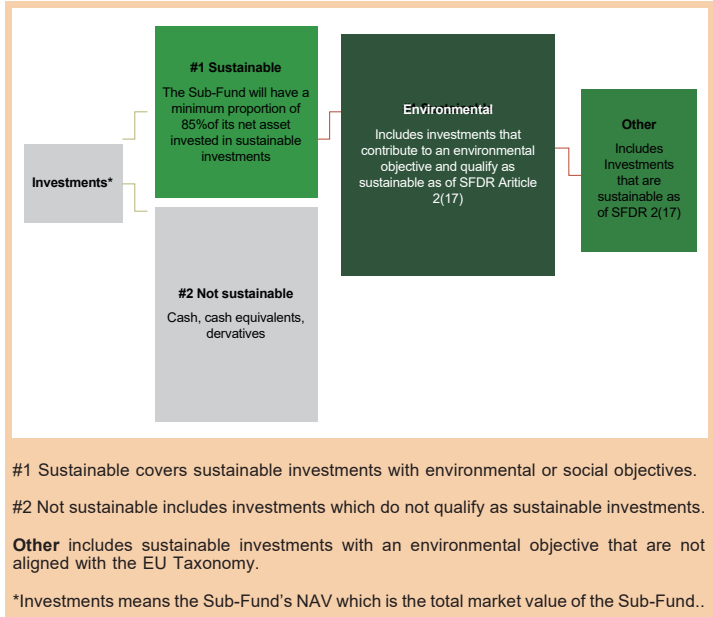 #1 Sustainable
The Sub-Fund will have a
minimum proportion of
85%of its net asset
invested in sustainable
investments
Environmental
Includes investments that
contribute to an environmental
objective and qualify as
sustainable as of SFDR Ariticle
2(17)
Other
Includes
Investments
that are
sustainable as
of SFDR 2(17)
Investments*
#2 Not sustainable
Cash, cash equivalents,
dervatives
#1 Sustainable covers sustainable investments with environmental or social objectives.
#2 Not sustainable includes investments which do not qualify as sustainable investments.
Other includes sustainable investments with an environmental objective that are not
aligned with the EU Taxonomy.
*Investments means the Sub-Fund’s NAV which is the total market value of the Sub-Fund..